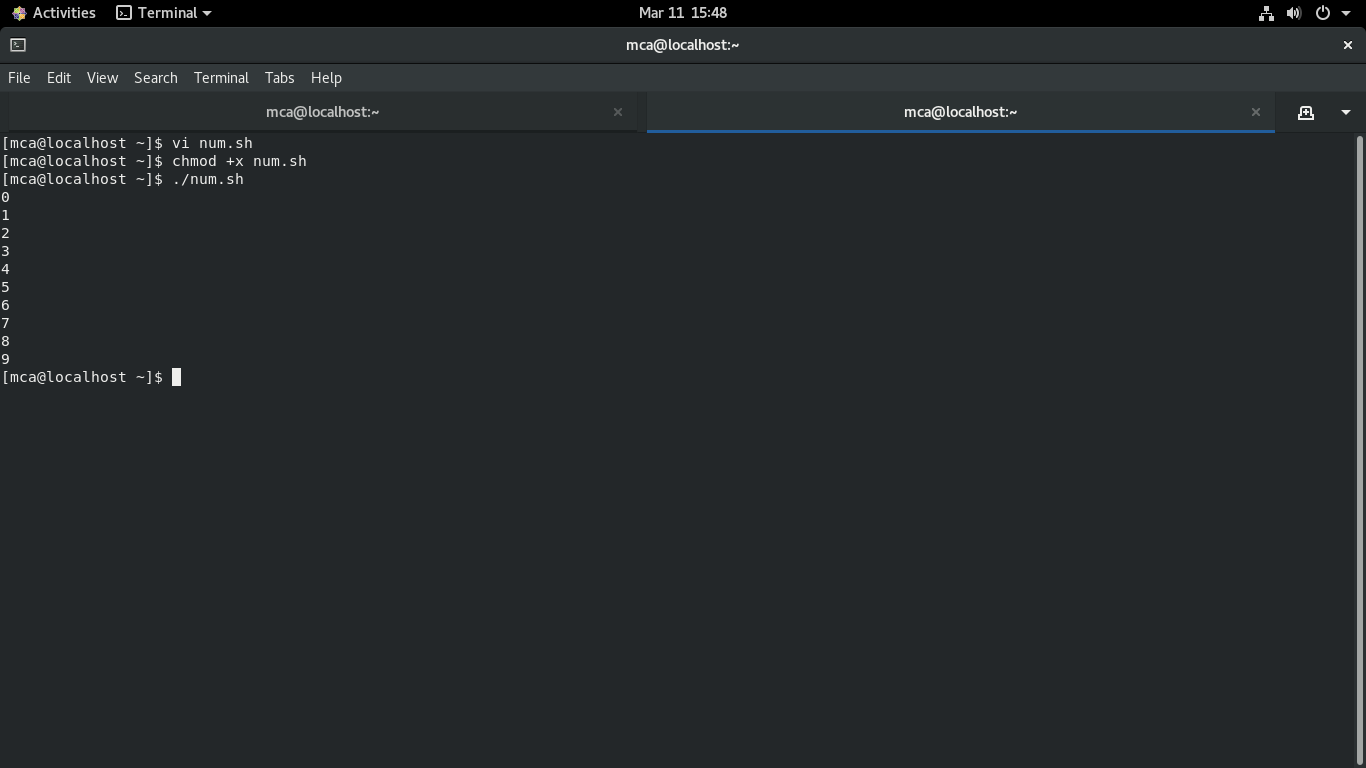 Activities Terminal Mar 11 15:48
mca@localhost:~
File Edit View Search Terminal Tabs Help
mca@localhost:~ mca@localhost:~
[mca@localhost ~]$ vi num.sh
[mca@localhost ~]$ chmod +x num.sh
[mca@localhost ~]$ ./num.sh
0
1
2
3
4
5
6
7
8
9
[mca@localhost ~]$